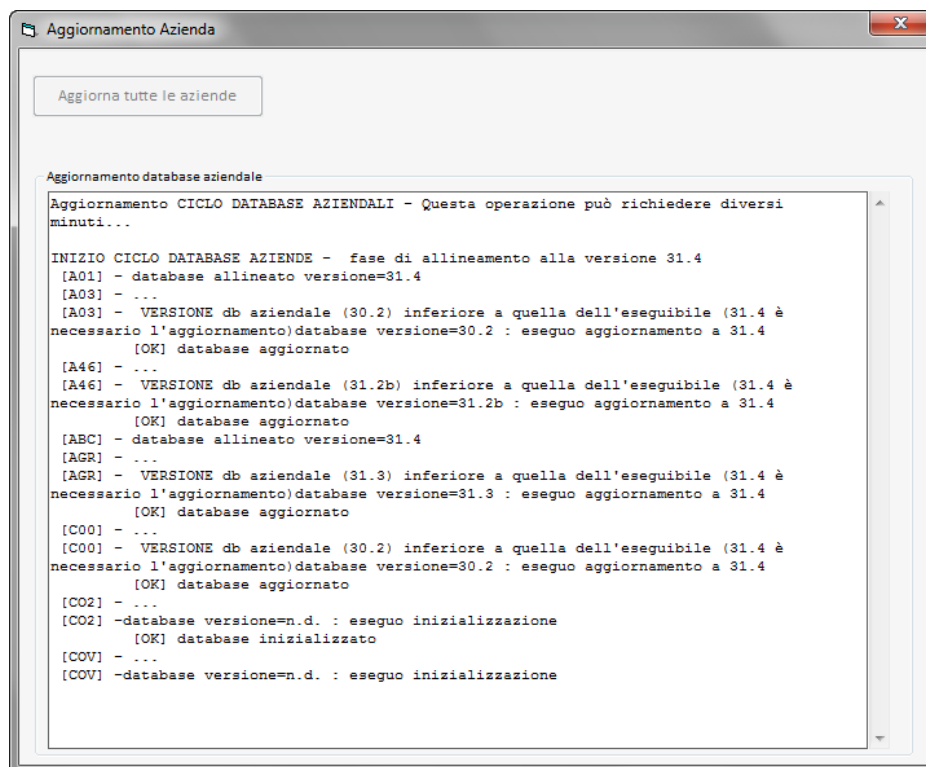 Aggiornamento Azienda
Aggiorna tutte le aziende
Aggiornamento database aziendale
Aggiornamento CICLO DATABASE AZIENDALI - Questa operazione può richiedere diversi
minuti...
INIZIO CICLO DATABASE AZIENDE -  fase di allineamento alla versione 31.4
[A01] - database allineato versione=31.4
[A03] - ...
[A03] -  VERSIONE db aziendale (30.2) inferiore a quella dell'eseguibile (31.4 è
necessario l'aggiornamento)database versione=30.2 : eseguo aggiornamento a 31.4
[OK] database aggiornato
[A46] - ...
[A46] -  VERSIONE db aziendale (31.2b) inferiore a quella dell'eseguibile (31.4 è
necessario l'aggiornamento)database versione=31.2b : eseguo aggiornamento a 31.4
[OK] database aggiornato
[ABC] - database allineato versione=31.4
[AGR] - ...
[AGR] -  VERSIONE db aziendale (31.3) inferiore a quella dell'eseguibile (31.4 è
necessario l'aggiornamento)database versione=31.3 : eseguo aggiornamento a 31.4
[OK] database aggiornato
[C00] - ...
[C00] -  VERSIONE db aziendale (30.2) inferiore a quella dell'eseguibile (31.4 è
necessario l'aggiornamento)database versione=30.2 : eseguo aggiornamento a 31.4
[OK] database aggiornato
[CO2] - ...
[CO2] -database versione=n.d. : eseguo inizializzazione
[OK] database inizializzato
[COV] - ...
[COV] -database versione=n.d. : eseguo inizializzazione